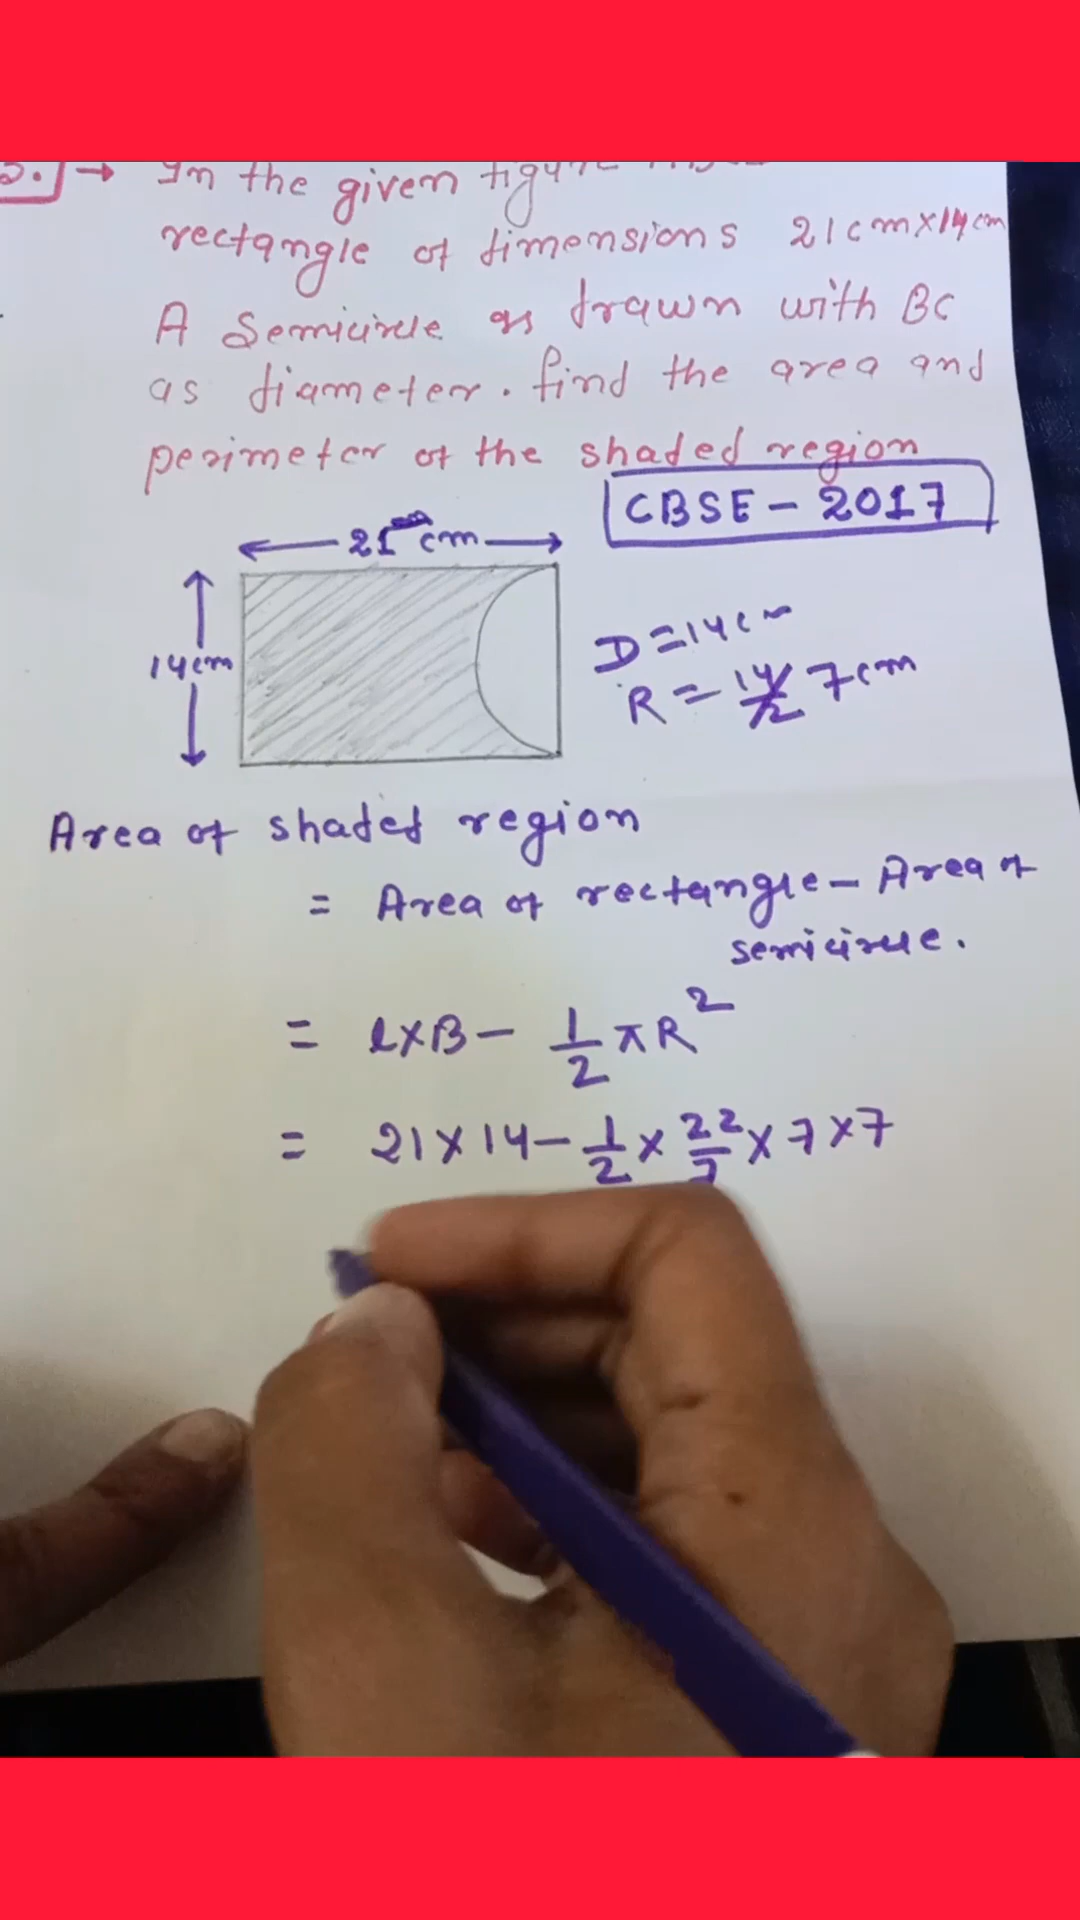 2. → In the given figure
rectangle of dimensions 21cm×14cm
A Semicircle is drawn with BC
as diameter. find the area and
perimeter of the shaded region
CBSE - 2017
21 cm
14cm
D=14cm
R=14/2 7cm
Area of shaded region
= Area of rectangle - Area of
semicircle.
= l×B - 1/2 πR²
= 21×14 - 1/2 × 22/7 × 7 × 7